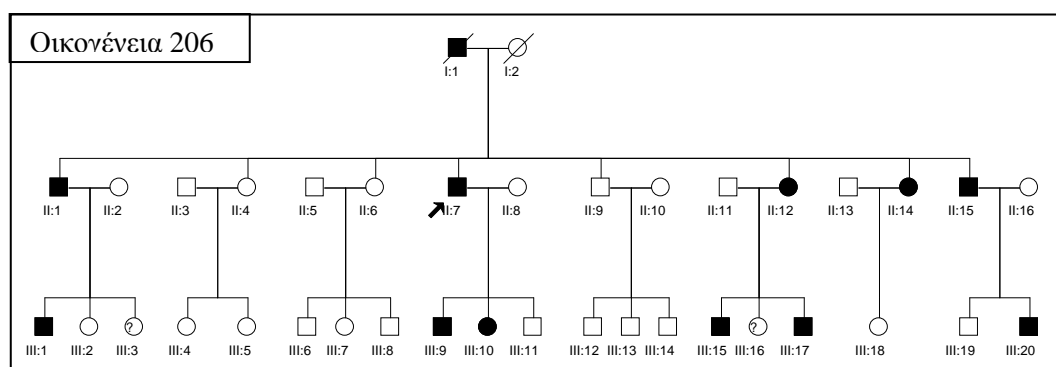 Οικογένεια 206
I:1 I:2
II:1 II:2 II:3 II:4 II:5 II:6 II:7 II:8 II:9 II:10 II:11 II:12 II:13 II:14 II:15 II:16
? ?
III:1 III:2 III:3 III:4 III:5 III:6 III:7 III:8 III:9 III:10 III:11 III:12 III:13 III:14 III:15 III:16 III:17 III:18 III:19 III:20